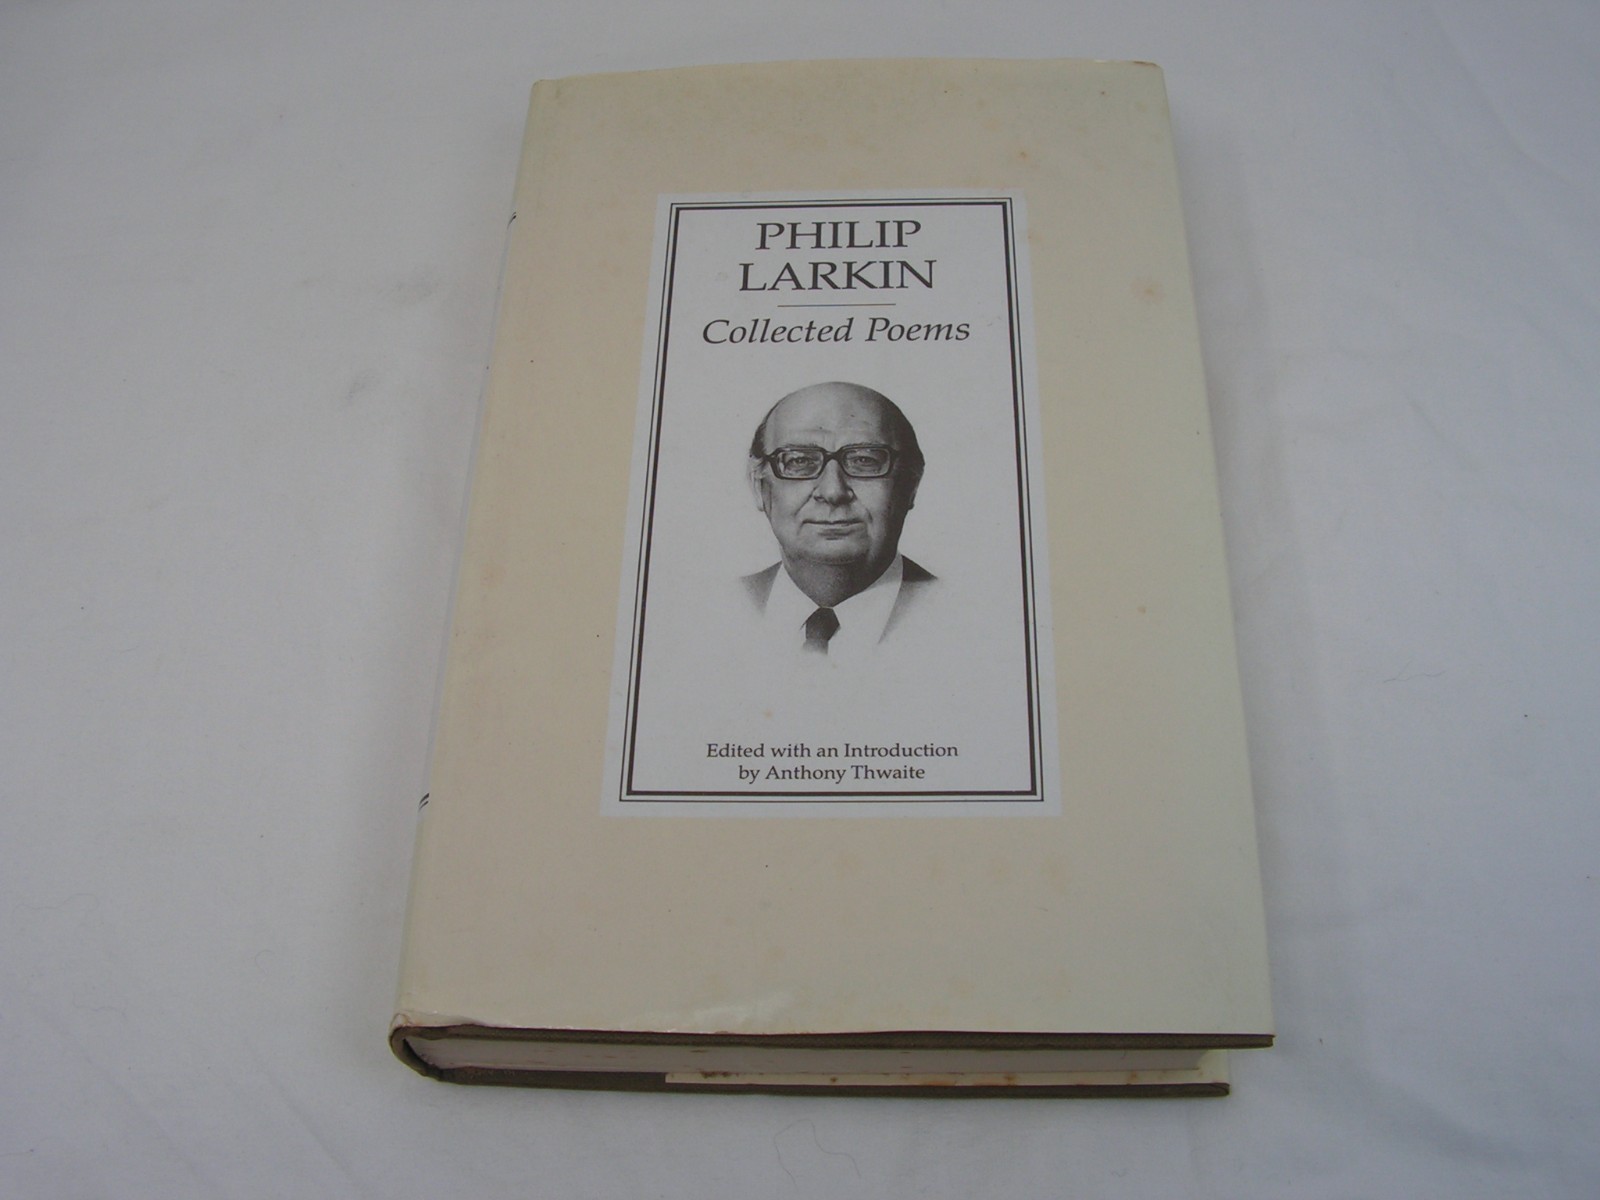 PHILIP
LARKIN
Collected Poems
Edited with an Introduction
by Anthony Thwaite